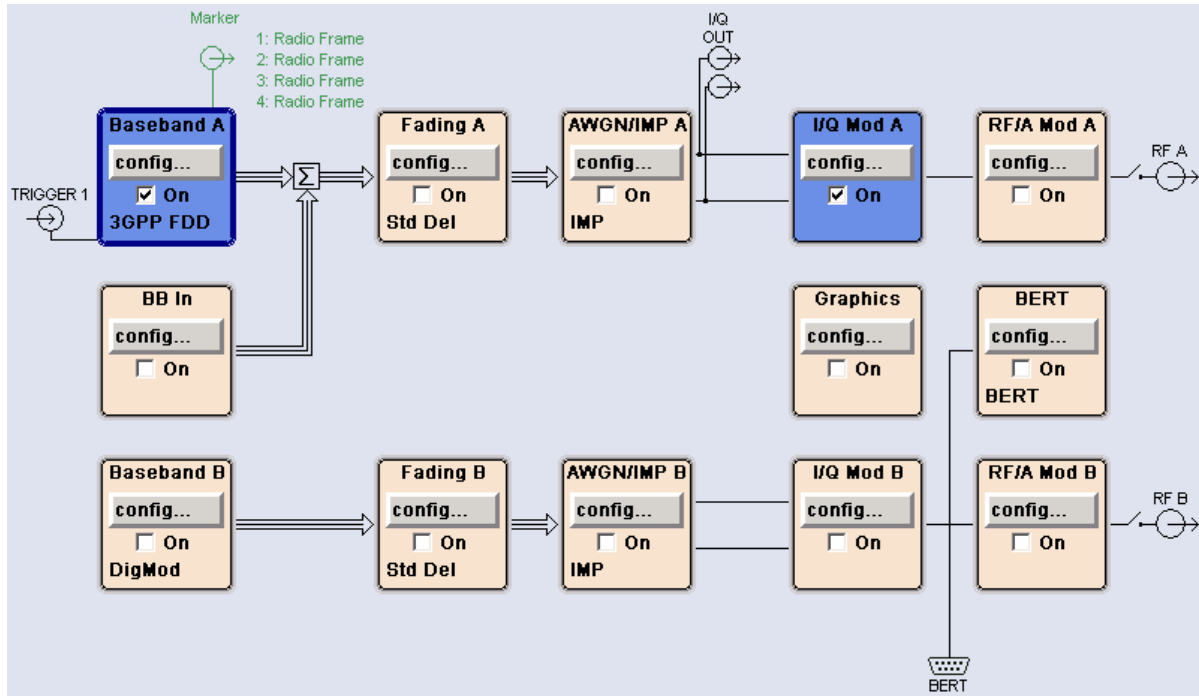 Marker
1: Radio Frame
2: Radio Frame
3: Radio Frame
4: Radio Frame
I/Q
OUT
TRIGGER 1
Baseband A
config...
On
3GPP FDD
Σ
Fading A
config...
On
Std Del
AWGN/IMP A
config...
On
IMP
I/Q Mod A
config...
On
RF/A Mod A
config...
On
RF A
BB In
config...
On
Graphics
config...
On
BERT
config...
On
BERT
Baseband B
config...
On
DigMod
Fading B
config...
On
Std Del
AWGN/IMP B
config...
On
IMP
I/Q Mod B
config...
On
RF/A Mod B
config...
On
RF B
BERT